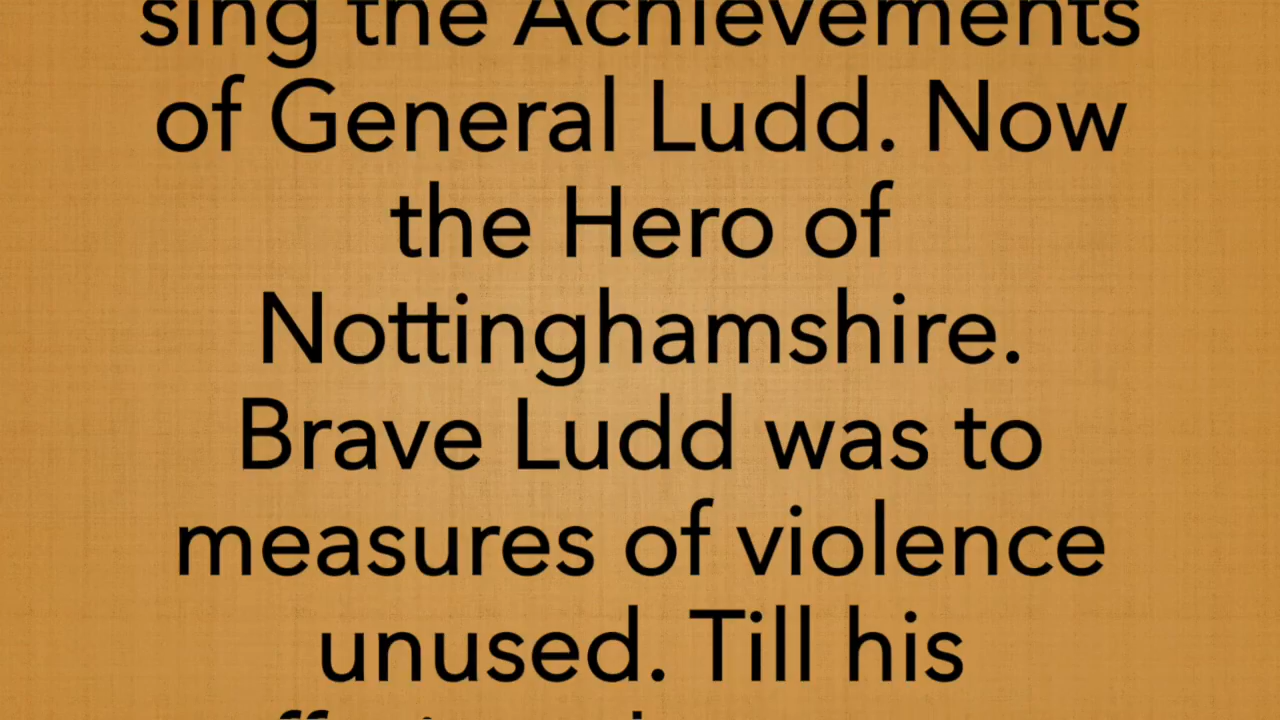 sing the Achievements
of General Ludd. Now
the Hero of
Nottinghamshire.
Brave Ludd was to
measures of violence
unused. Till his